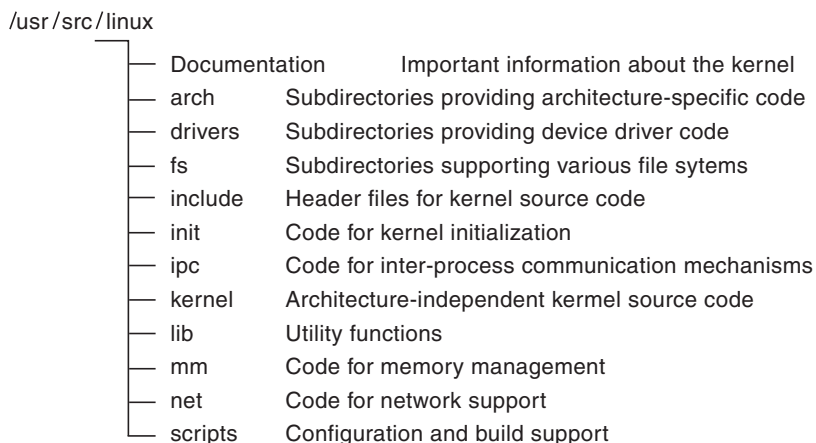 /usr/src/linux
Documentation Important information about the kernel
arch Subdirectories providing architecture-specific code
drivers Subdirectories providing device driver code
fs Subdirectories supporting various file sytems
include Header files for kernel source code
init Code for kernel initialization
ipc Code for inter-process communication mechanisms
kernel Architecture-independent kermel source code
lib Utility functions
mm Code for memory management
net Code for network support
scripts Configuration and build support